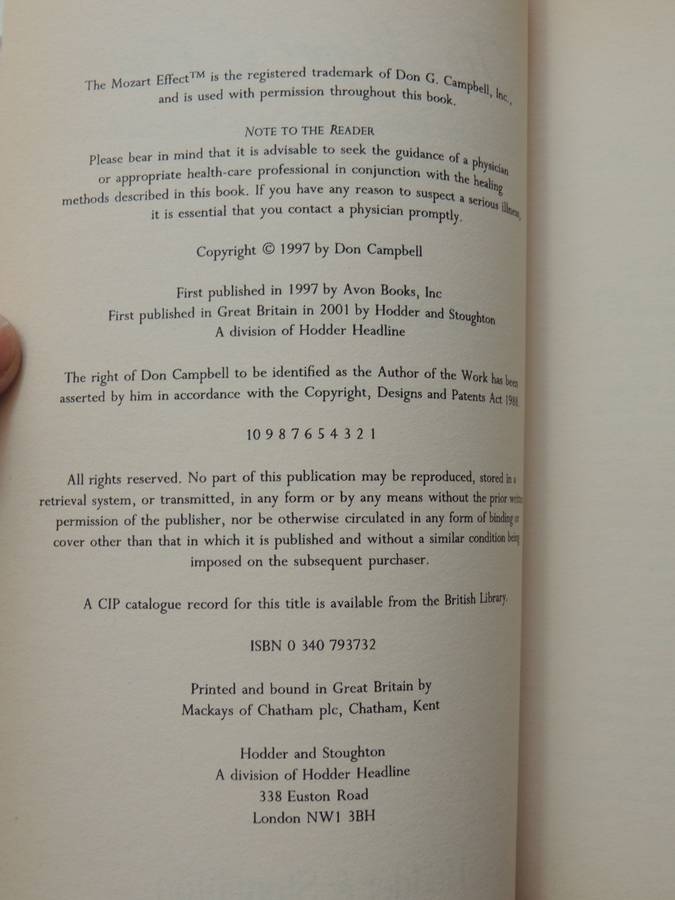 The Mozart Effect™ is the registered trademark of Don G. Campbell, Inc.,
and is used with permission throughout this book.
NOTE TO THE READER
Please bear in mind that it is advisable to seek the guidance of a physician
or appropriate health-care professional in conjunction with the healing
methods described in this book. If you have any reason to suspect a serious illness,
it is essential that you contact a physician promptly.
Copyright © 1997 by Don Campbell
First published in 1997 by Avon Books, Inc
First published in Great Britain in 2001 by Hodder and Stoughton
A division of Hodder Headline
The right of Don Campbell to be identified as the Author of the Work has been
asserted by him in accordance with the Copyright, Designs and Patents Act 1988.
10 9 8 7 6 5 4 3 2 1
All rights reserved. No part of this publication may be reproduced, stored in a
retrieval system, or transmitted, in any form or by any means without the prior written
permission of the publisher, nor be otherwise circulated in any form of binding or
cover other than that in which it is published and without a similar condition being
imposed on the subsequent purchaser.
A CIP catalogue record for this title is available from the British Library.
ISBN 0 340 793732
Printed and bound in Great Britain by
Mackays of Chatham plc, Chatham, Kent
Hodder and Stoughton
A division of Hodder Headline
338 Euston Road
London NW1 3BH